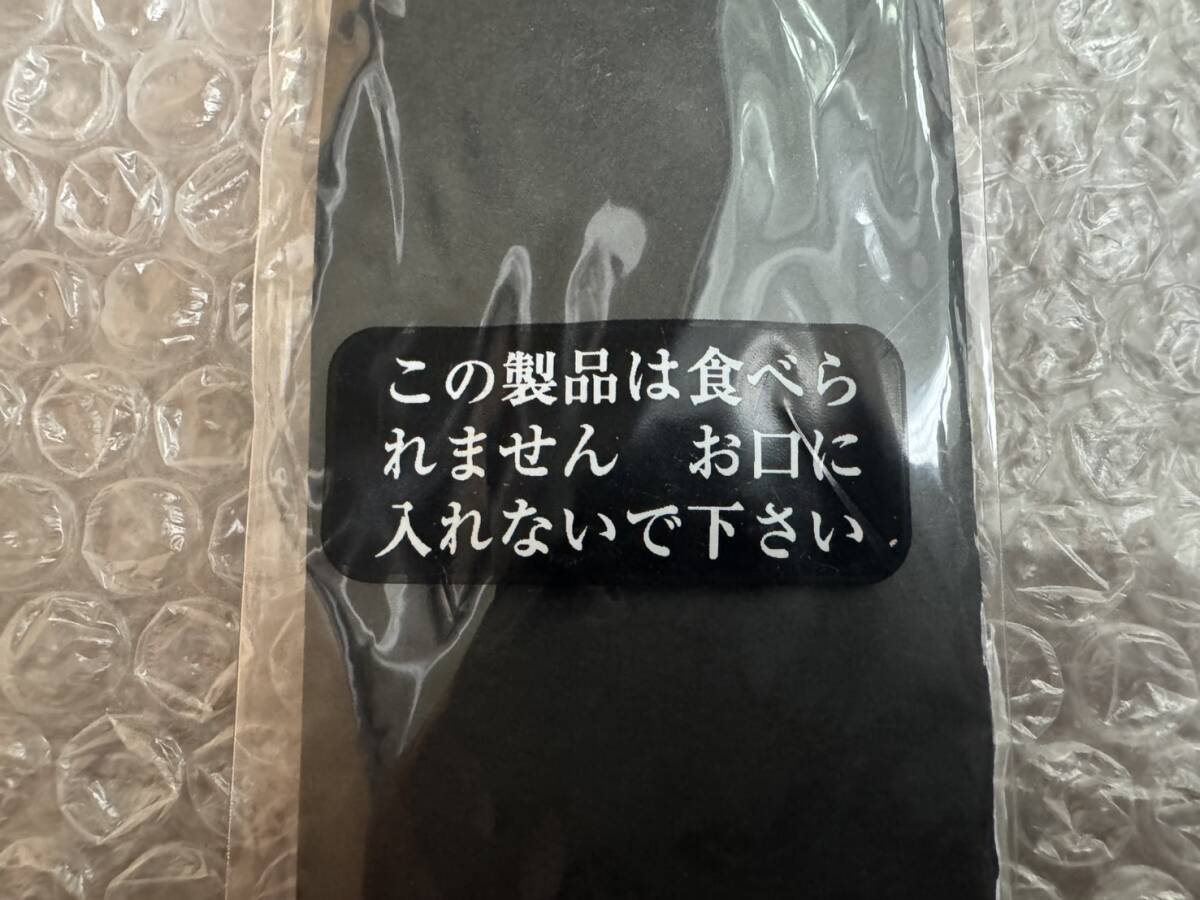 この製品は食べら
れません　お口に
入れないで下さい